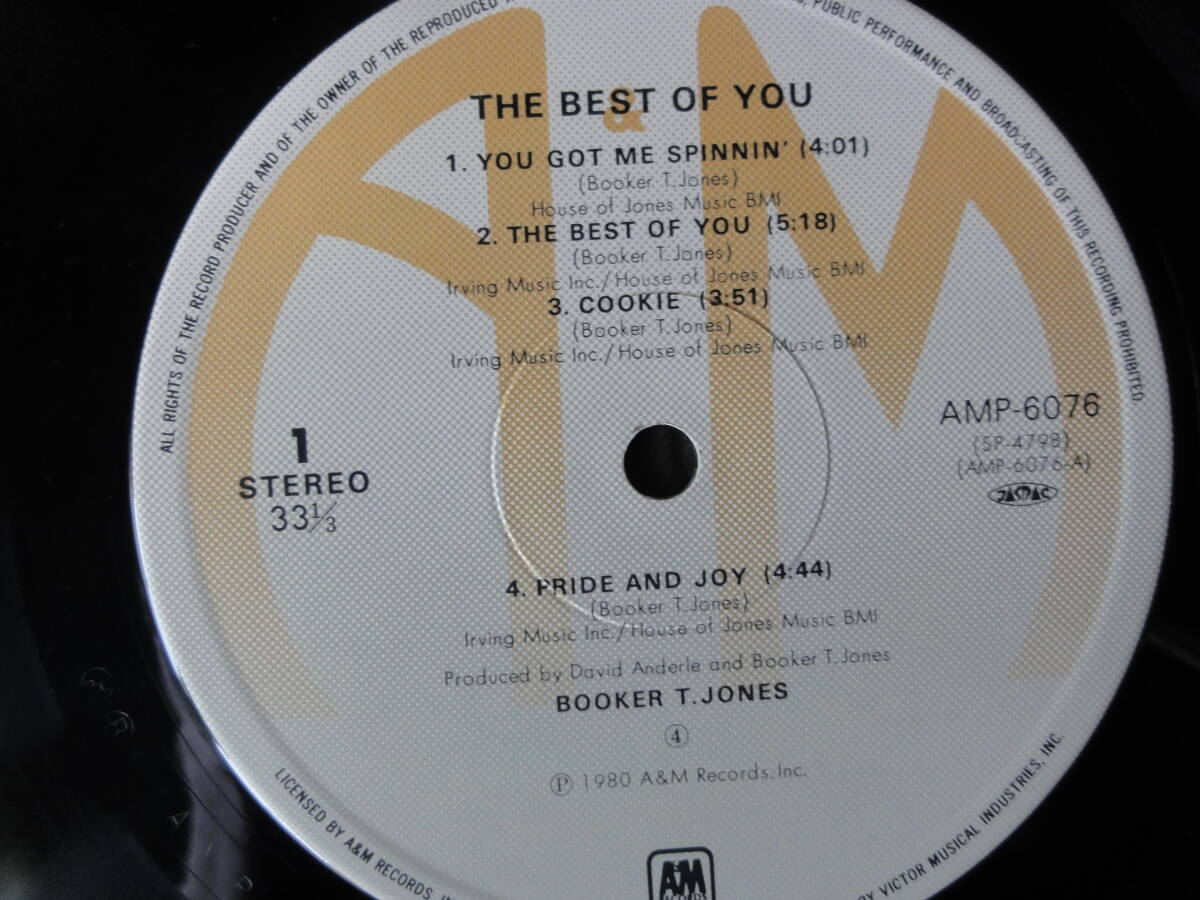 ALL RIGHTS OF THE RECORD PRODUCER AND OF THE OWNER OF THE REPRODUCED
PUBLIC PERFORMANCE AND BROADCASTING OF THIS RECORDING PROHIBITED
THE BEST OF YOU
1. YOU GOT ME SPINNIN' (4:01)
(Booker T. Jones)
House of Jones Music BMI
2. THE BEST OF YOU (5:18)
(Booker T. Jones)
Irving Music Inc./House of Jones Music BMI
3. COOKIE (3:51)
(Booker T. Jones)
Irving Music Inc./House of Jones Music BMI
1
STEREO
33 1/3
AMP-6076
(SP-4798)
(AMP-6076-A)
4. PRIDE AND JOY (4:44)
(Booker T. Jones)
Irving Music Inc./House of Jones Music BMI
Produced by David Anderle and Booker T. Jones
BOOKER T. JONES
④
Ⓟ 1980 A&M Records, Inc.
A&M
LICENSED BY A&M RECORDS,
VICTOR MUSICAL INDUSTRIES, INC.